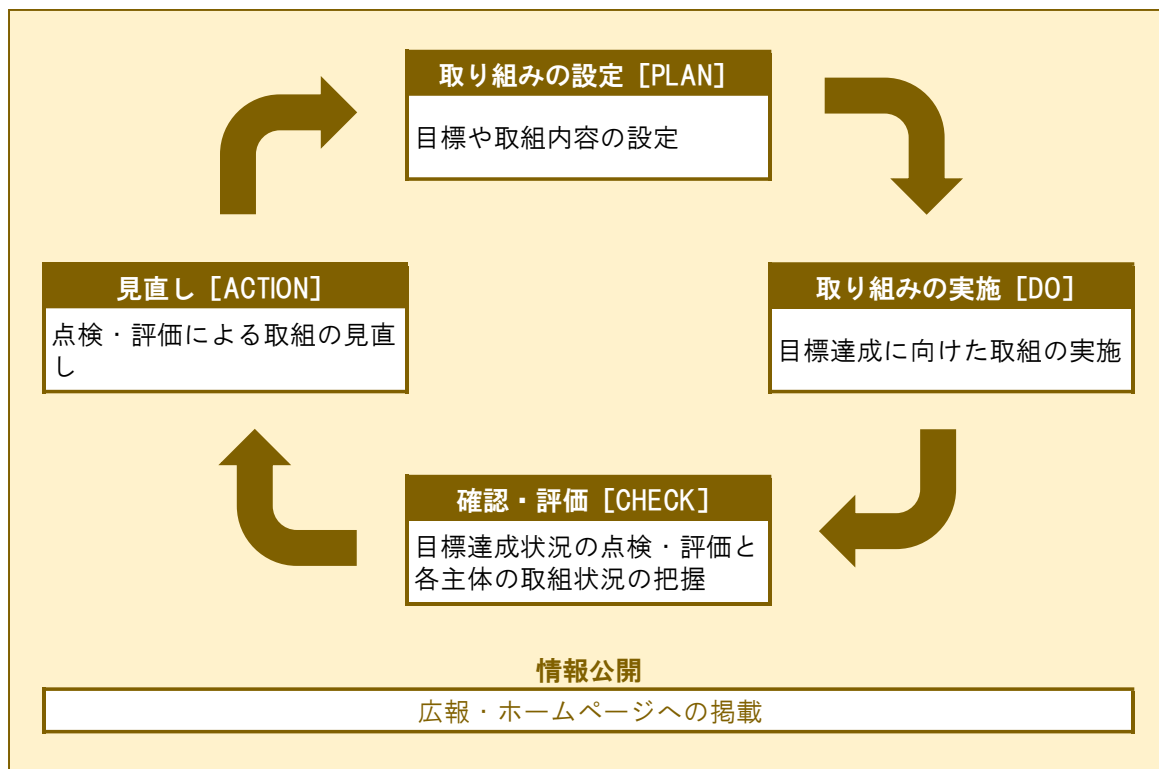 取り組みの設定［PLAN］
目標や取組内容の設定
見直し［ACTION］
点検・評価による取組の見直
し
取り組みの実施［DO］
目標達成に向けた取組の実施
確認・評価［CHECK］
目標達成状況の点検・評価と
各主体の取組状況の把握
情報公開
広報・ホームページへの掲載